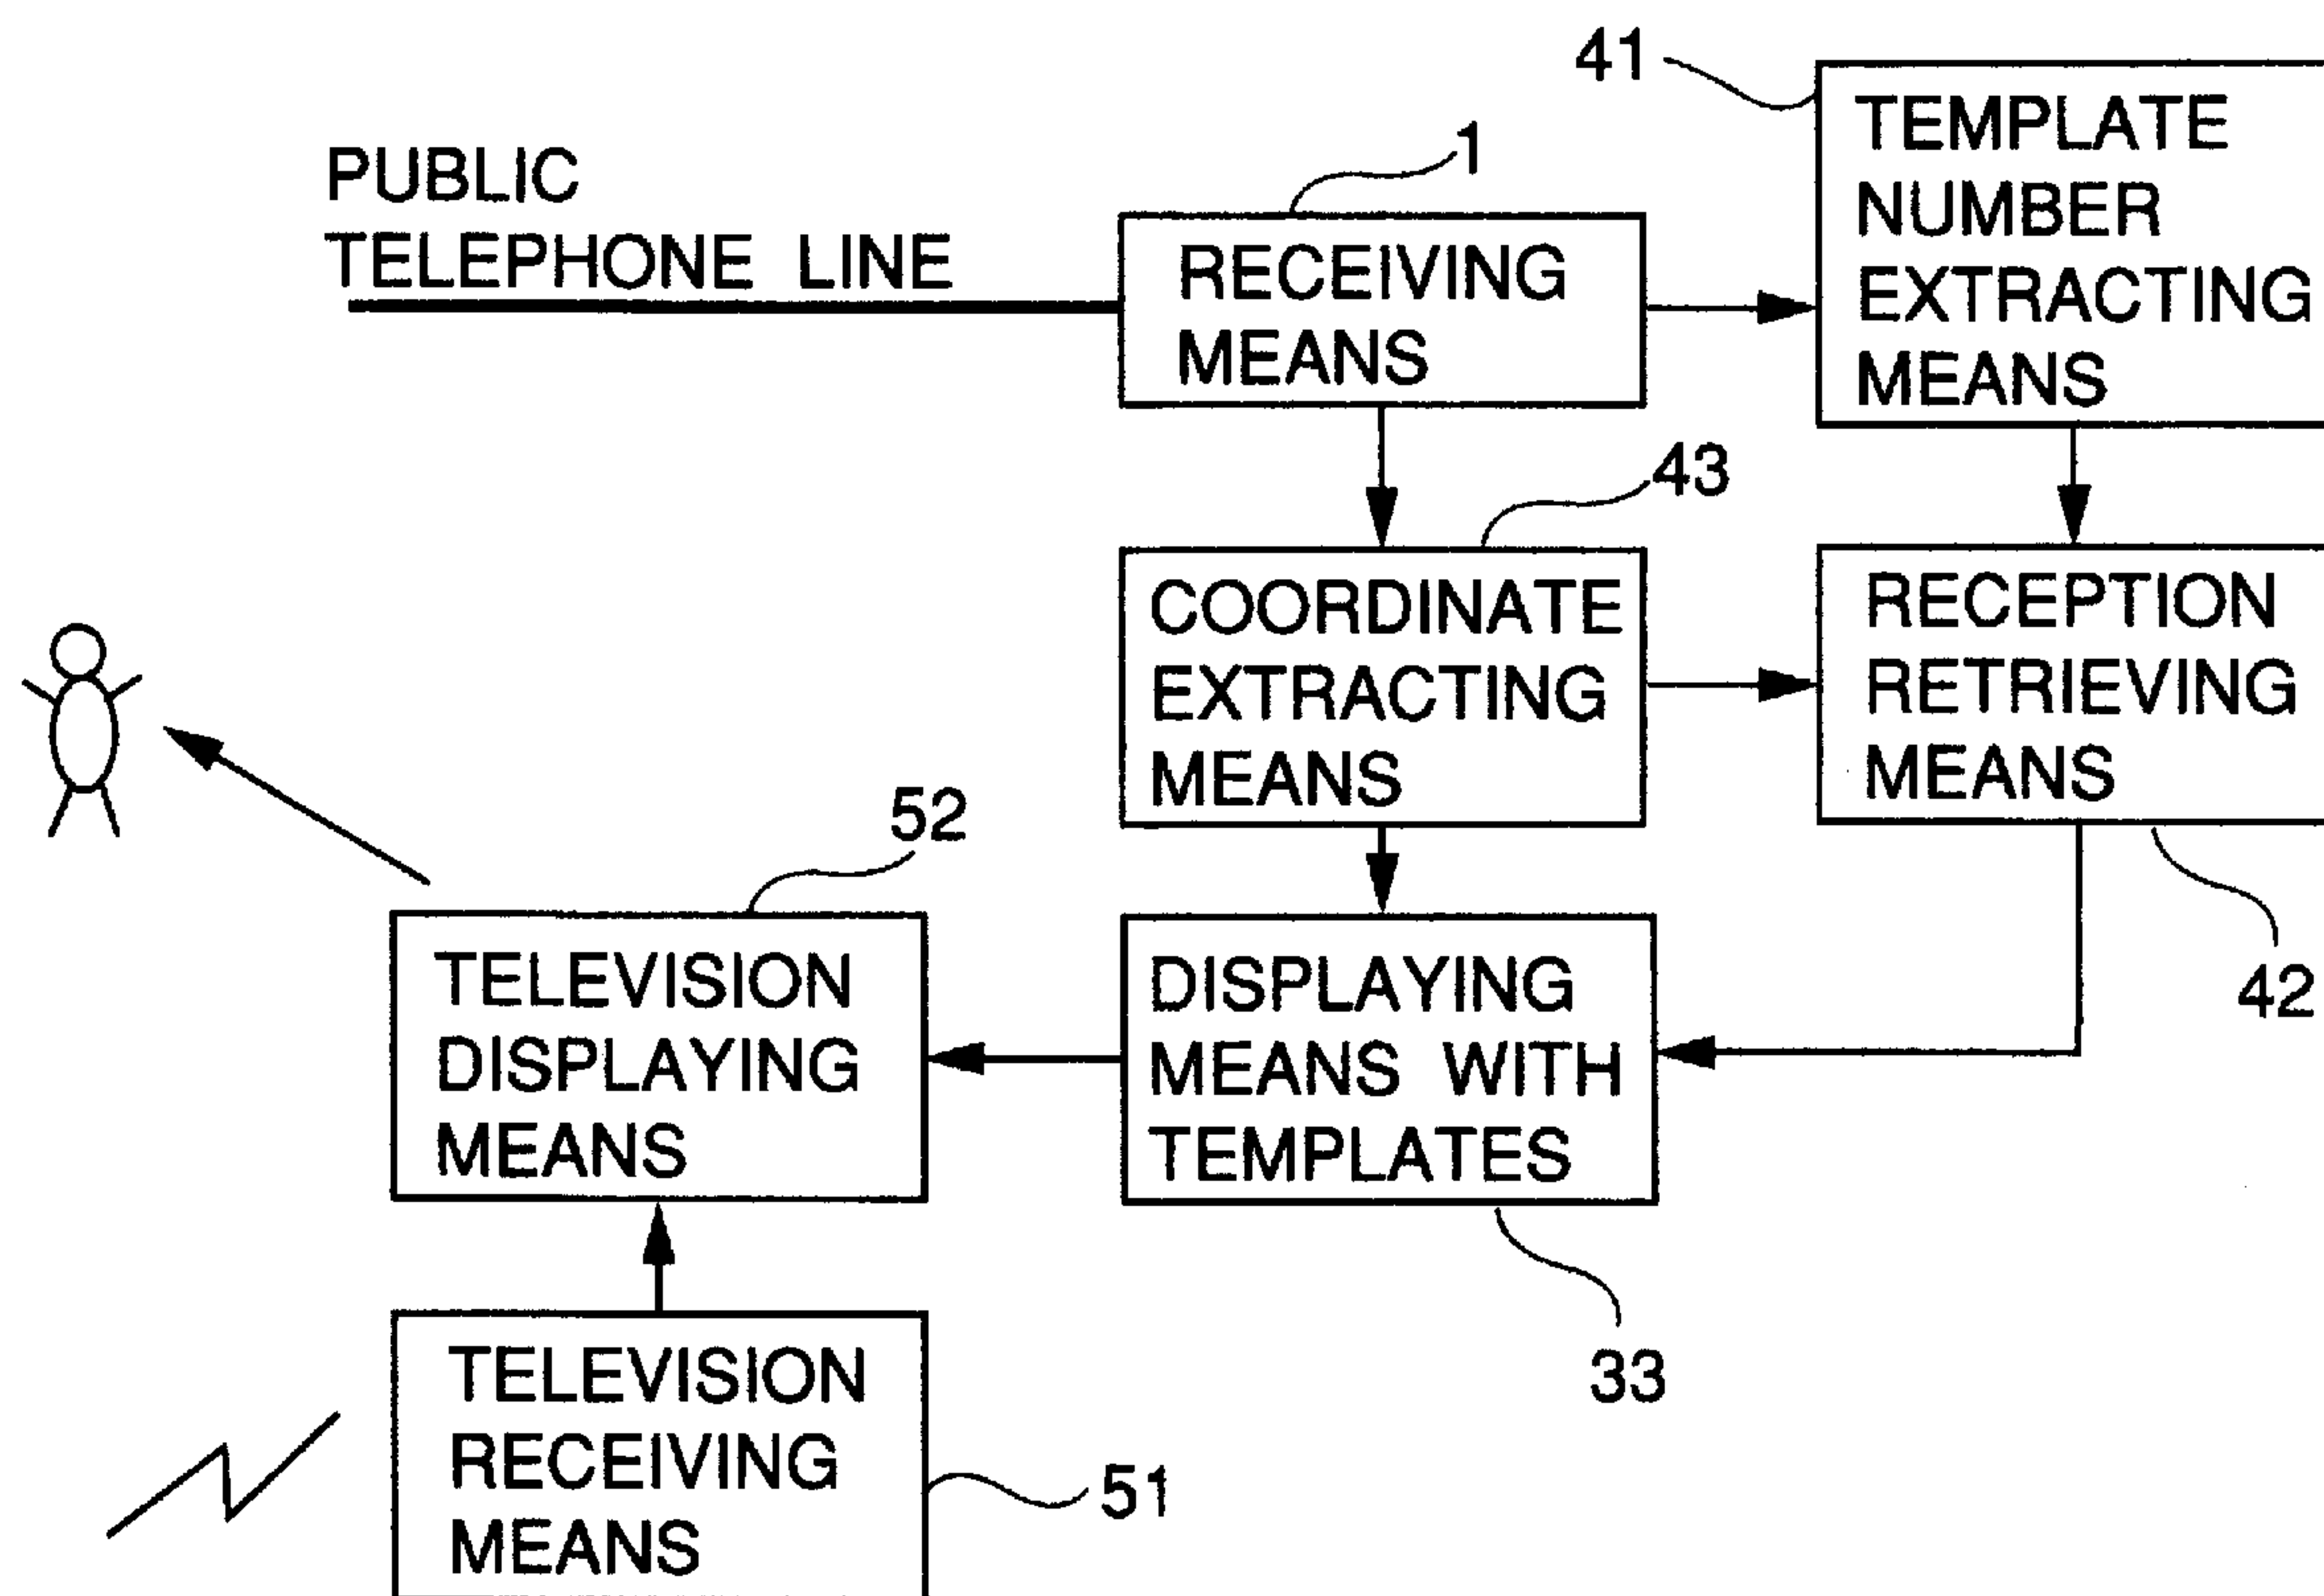 41
TEMPLATE
NUMBER
EXTRACTING
MEANS
1
PUBLIC
TELEPHONE LINE
RECEIVING
MEANS
43
COORDINATE
EXTRACTING
MEANS
RECEPTION
RETRIEVING
MEANS
42
52
TELEVISION
DISPLAYING
MEANS
DISPLAYING
MEANS WITH
TEMPLATES
33
TELEVISION
RECEIVING
MEANS
51